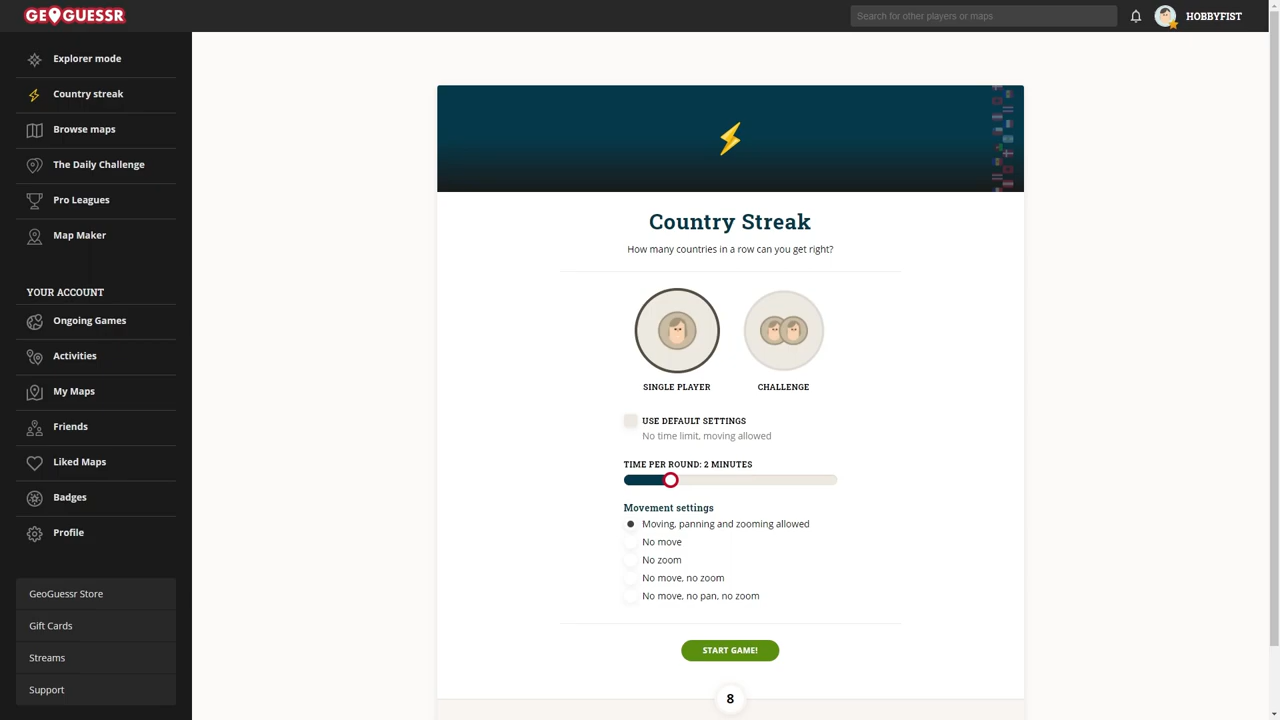 GEOGUESSR
Search for other players or maps
HOBBYFIST
Explorer mode
Country streak
Browse maps
The Daily Challenge
Pro Leagues
Map Maker
YOUR ACCOUNT
Ongoing Games
Activities
My Maps
Friends
Liked Maps
Badges
Profile
GeoGuessr Store
Gift Cards
Streams
Support
Country Streak
How many countries in a row can you get right?
SINGLE PLAYER
CHALLENGE
USE DEFAULT SETTINGS
No time limit, moving allowed
TIME PER ROUND: 2 MINUTES
Movement settings
Moving, panning and zooming allowed
No move
No zoom
No move, no zoom
No move, no pan, no zoom
START GAME!
8